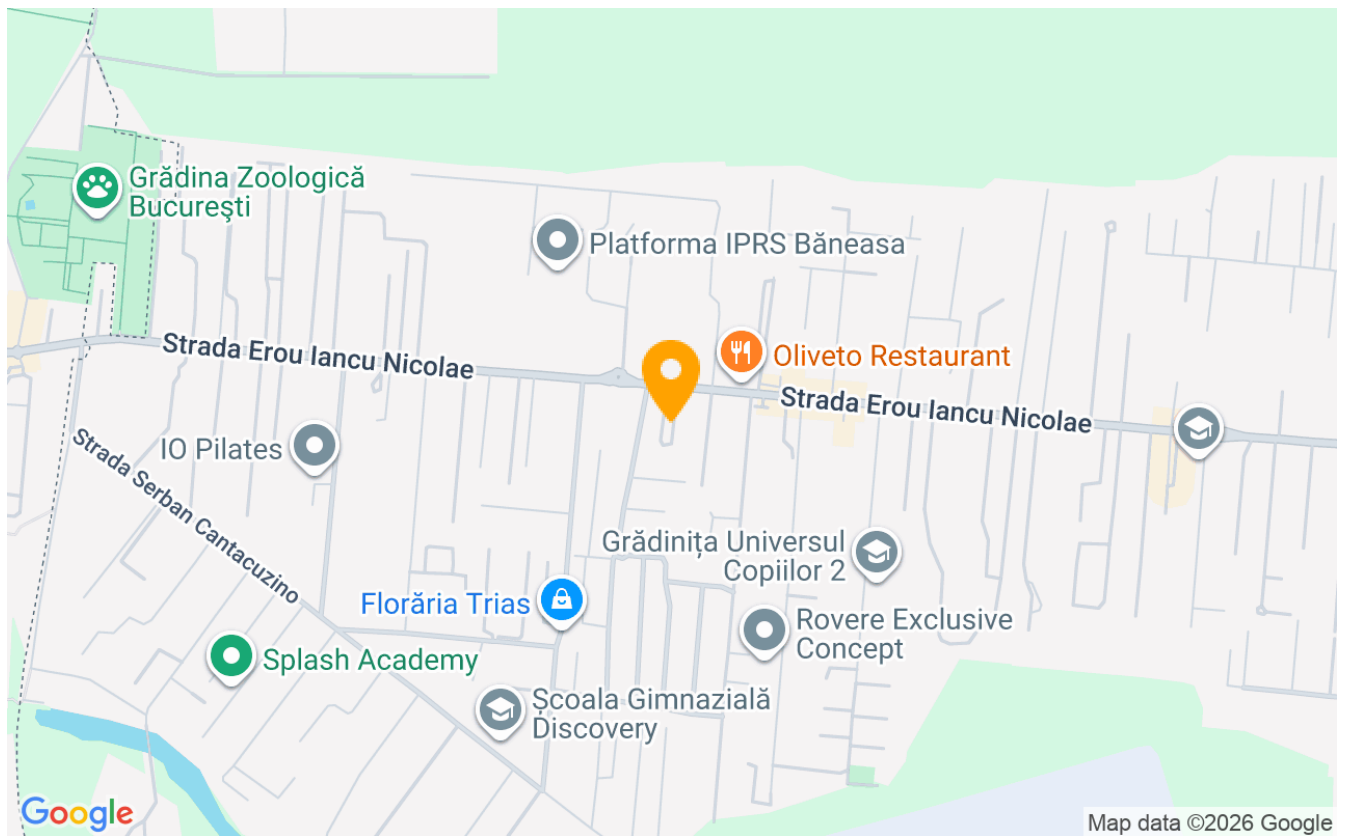 Grădina Zoologică
Bucureşti
Platforma IPRS Băneasa
Strada Erou Iancu Nicolae
Oliveto Restaurant
Strada Erou Iancu Nicolae
IO Pilates
Strada Serban Cantacuzino
Grădinița Universul
Copiilor 2
Florăria Trias
Rovere Exclusive
Concept
Splash Academy
Școala Gimnazială
Discovery
Google
Map data ©2026 Google